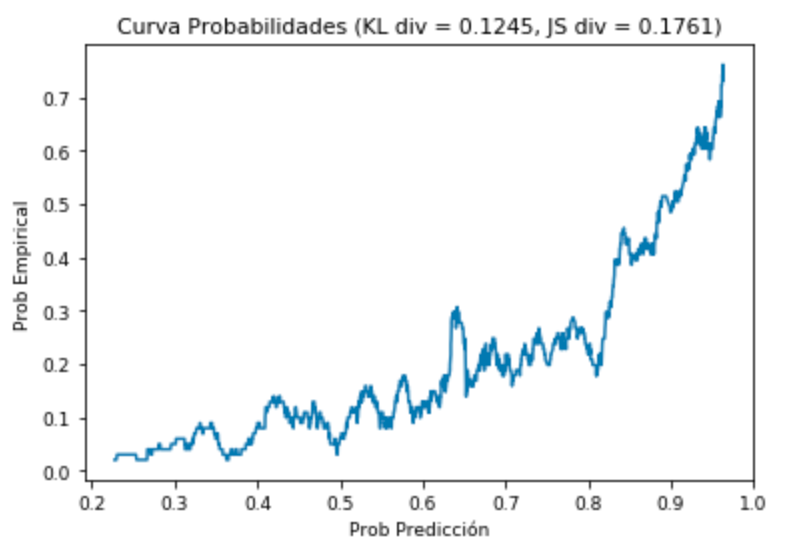 Curva Probabilidades (KL div = 0.1245, JS div = 0.1761)
Prob Empirical
0.7
0.6
0.5
0.4
0.3
0.2
0.1
0.0
0.2 0.3 0.4 0.5 0.6 0.7 0.8 0.9 1.0
Prob Predicción